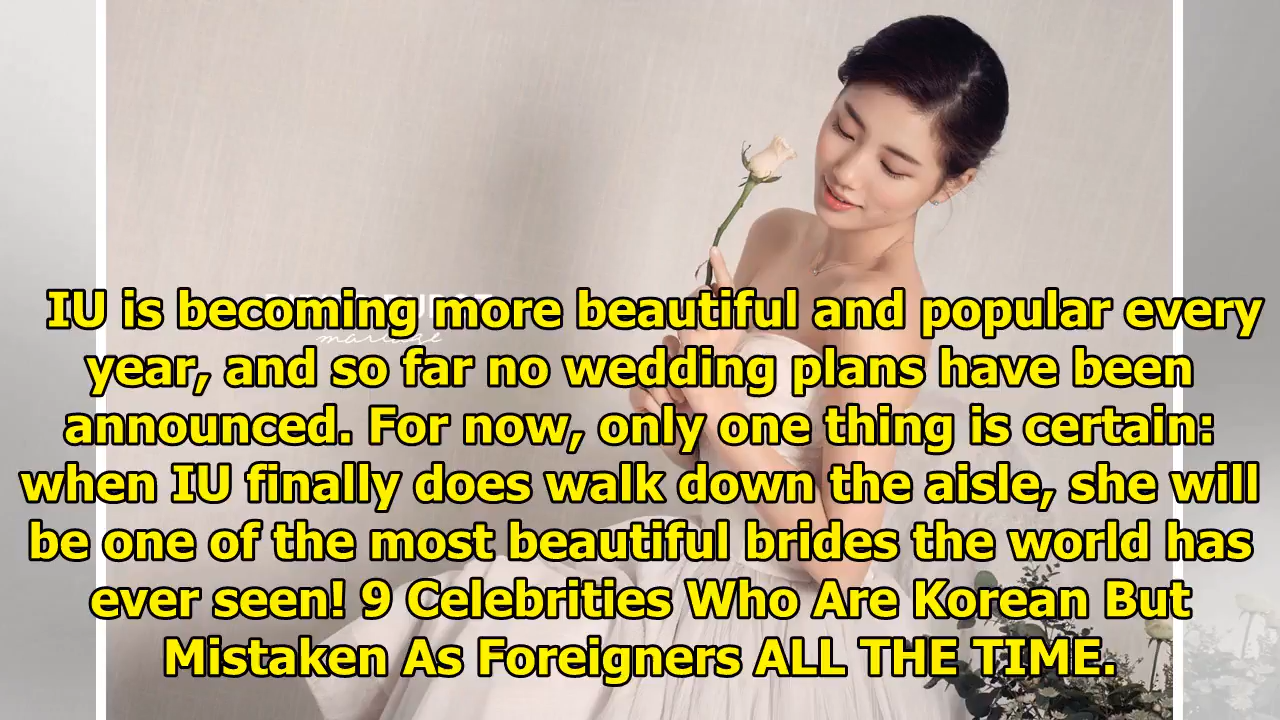 IU is becoming more beautiful and popular every
year, and so far no wedding plans have been
announced. For now, only one thing is certain:
when IU finally does walk down the aisle, she will
be one of the most beautiful brides the world has
ever seen! 9 Celebrities Who Are Korean But
Mistaken As Foreigners ALL THE TIME.
mariage